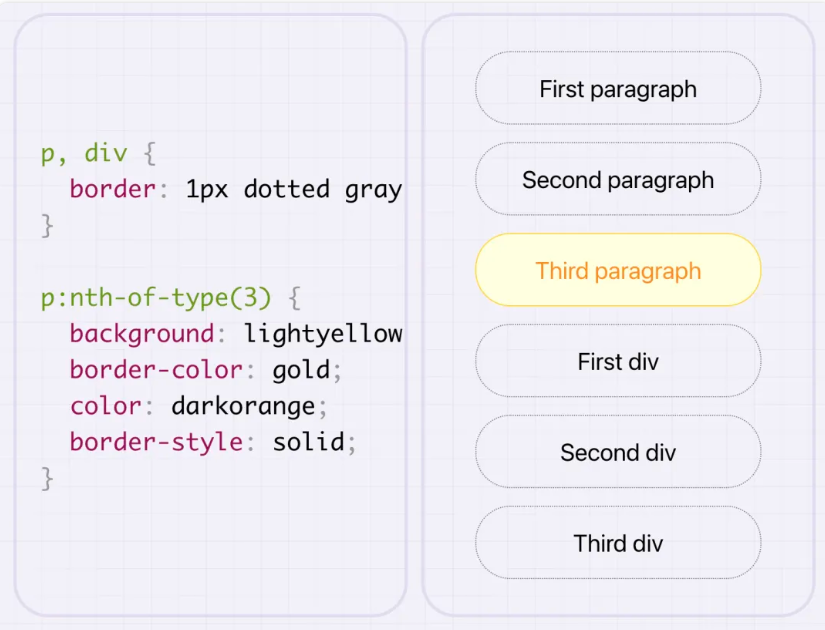 p, div {
  border: 1px dotted gray
}
p:nth-of-type(3) {
  background: lightyellow
  border-color: gold;
  color: darkorange;
  border-style: solid;
}
First paragraph
Second paragraph
Third paragraph
First div
Second div
Third div